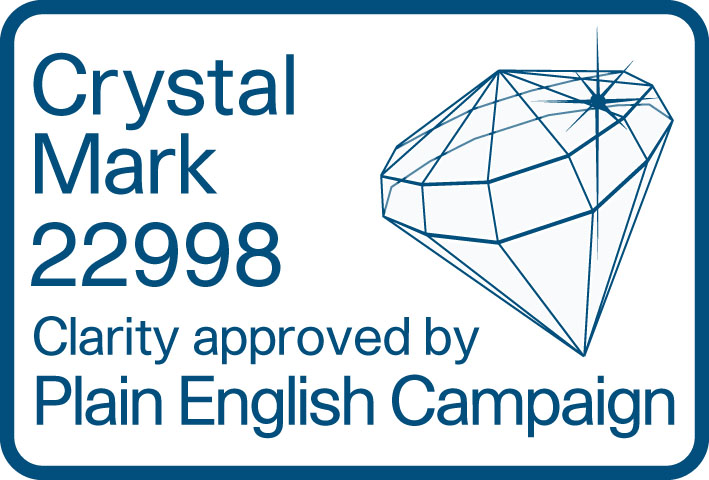 Crystal
Mark
22998
Clarity approved by
Plain English Campaign